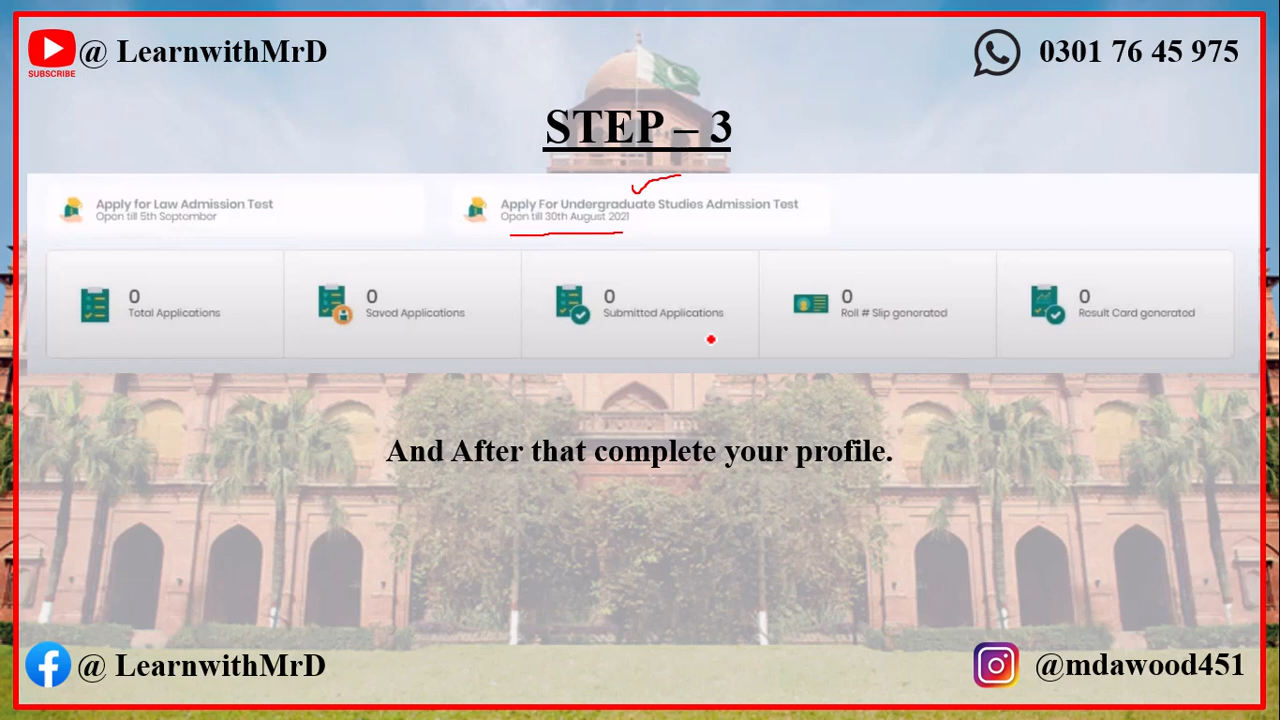 @ LearnwithMrD
SUBSCRIBE
0301 76 45 975
STEP – 3
Apply for Law Admission Test
Open till 5th September
Apply For Undergraduate Studies Admission Test
Open till 30th August 2021
0
Total Applications
0
Saved Applications
0
Submitted Applications
0
Roll # Slip generated
0
Result Card generated
And After that complete your profile.
@ LearnwithMrD
@mdawood451